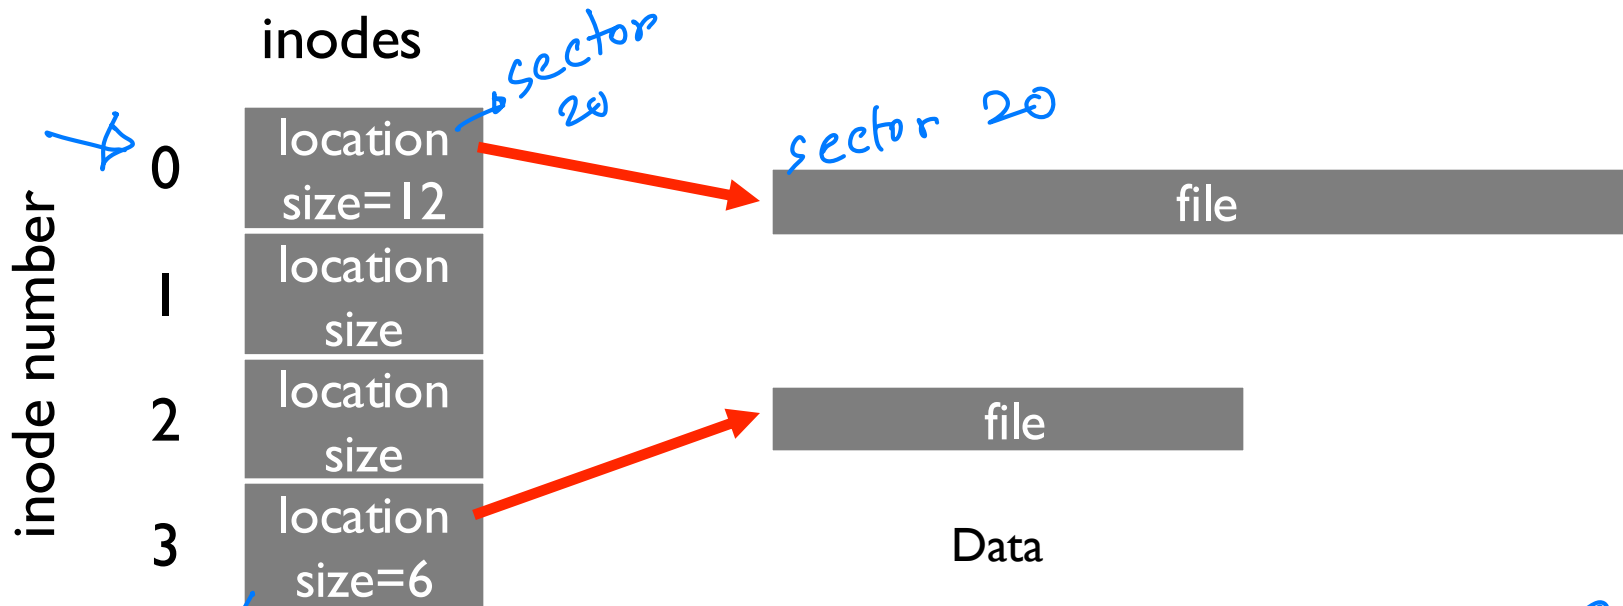 inodes
sector
20
sector 20
inode number
0
location
size=12
file
1
location
size
2
location
size
file
3
location
size=6
Data